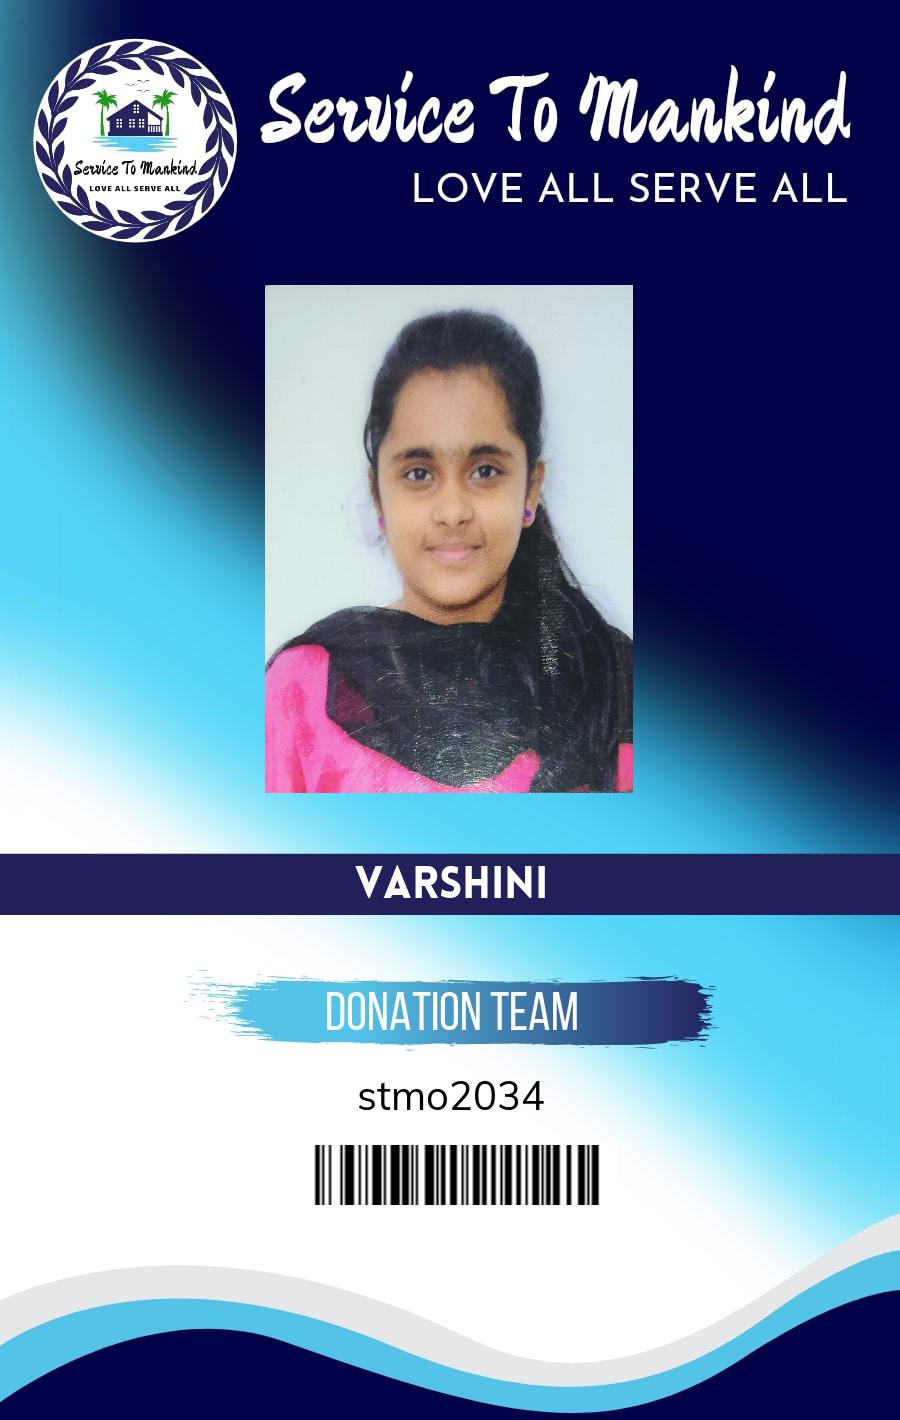 Service To Mankind
LOVE ALL SERVE ALL
Service To Mankind
LOVE ALL SERVE ALL
VARSHINI
DONATION TEAM
stmo2034